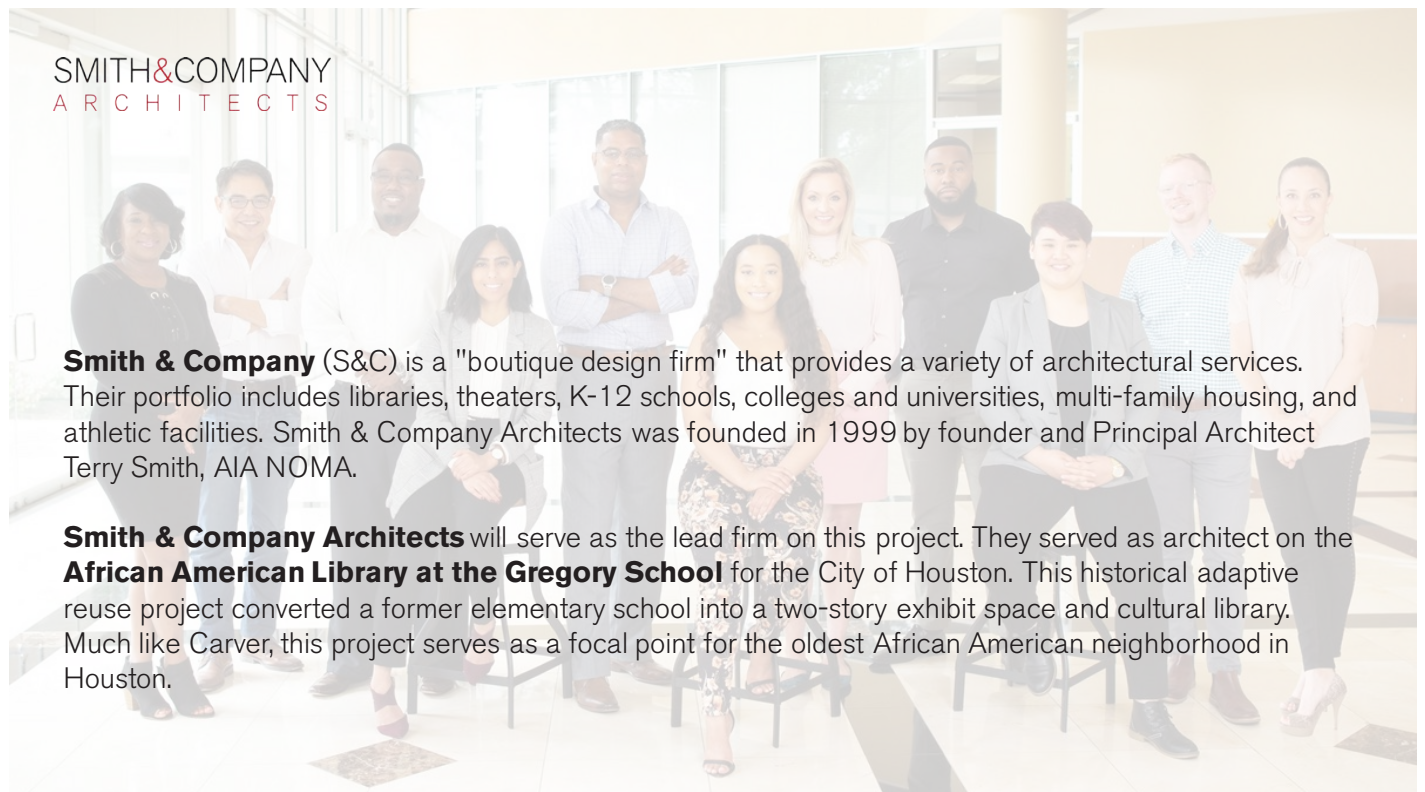 SMITH&COMPANY
ARCHITECTS
Smith & Company (S&C) is a "boutique design firm" that provides a variety of architectural services.
Their portfolio includes libraries, theaters, K-12 schools, colleges and universities, multi-family housing, and
athletic facilities. Smith & Company Architects was founded in 1999 by founder and Principal Architect
Terry Smith, AIA NOMA.
Smith & Company Architects will serve as the lead firm on this project. They served as architect on the
African American Library at the Gregory School for the City of Houston. This historical adaptive
reuse project converted a former elementary school into a two-story exhibit space and cultural library.
Much like Carver, this project serves as a focal point for the oldest African American neighborhood in
Houston.